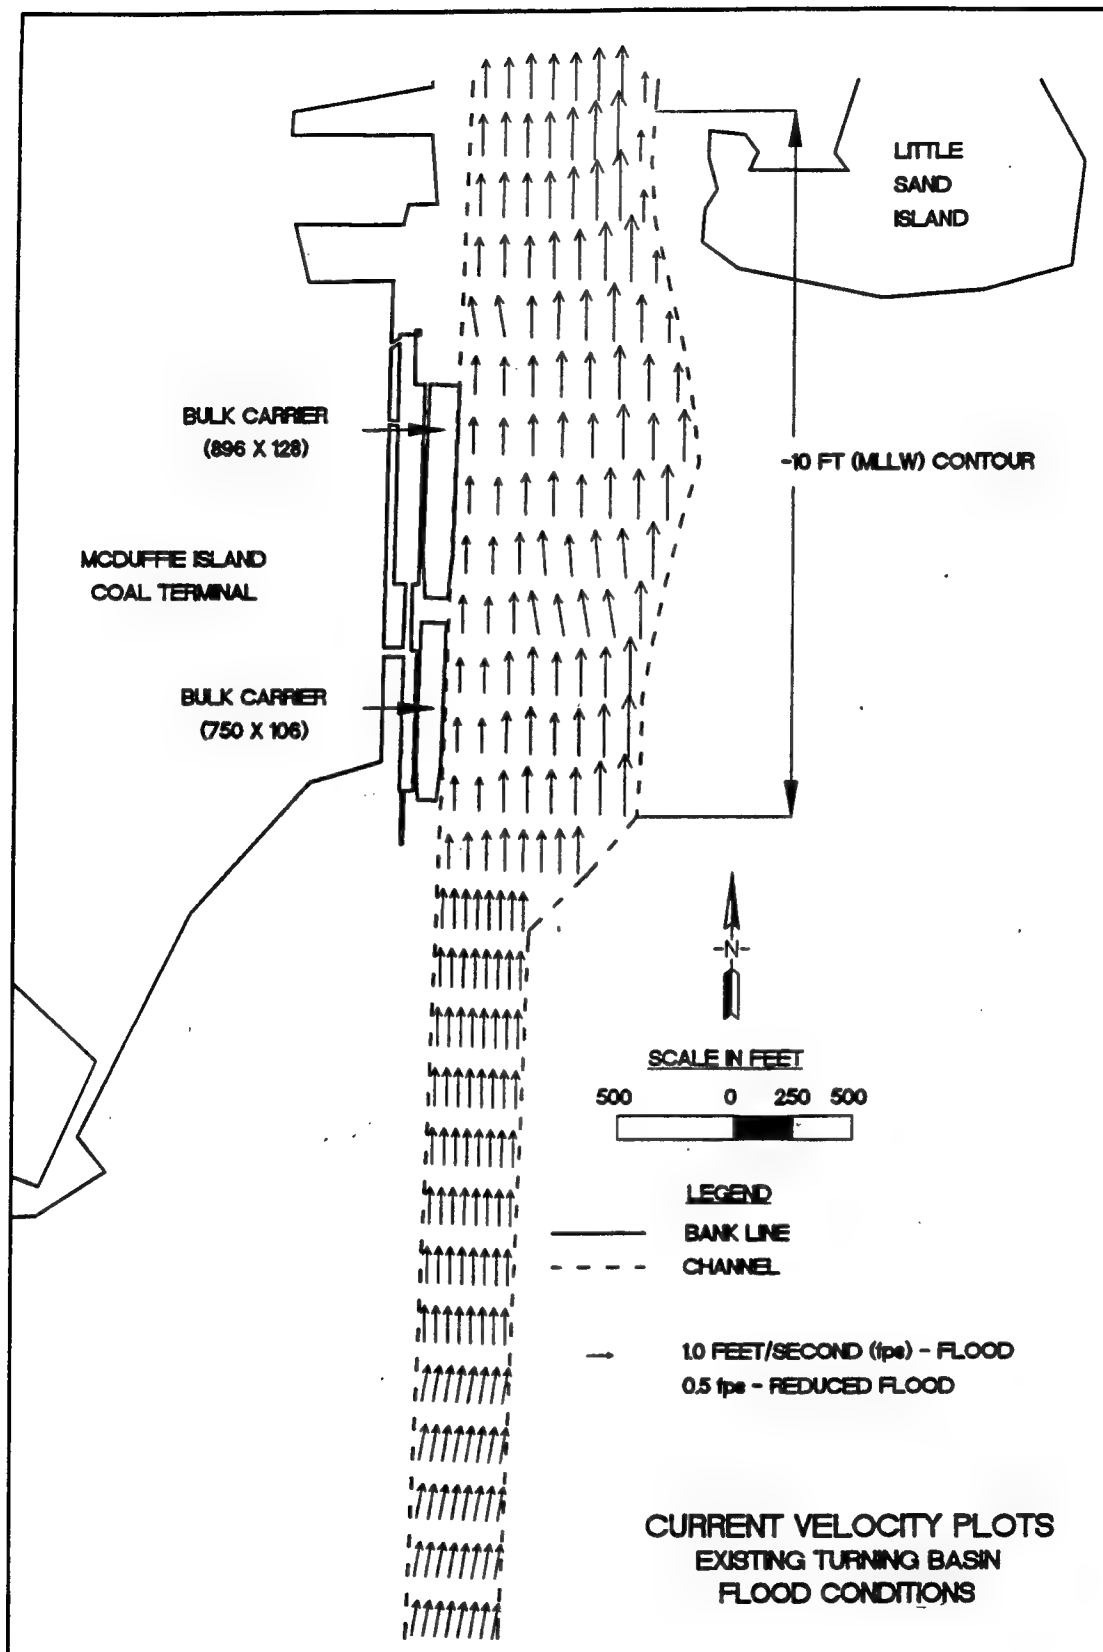 LITTLE
SAND
ISLAND
BULK CARRIER
(896 X 128)
-10 FT (MLLW) CONTOUR
MCDUFFIE ISLAND
COAL TERMINAL
BULK CARRIER
(750 X 106)
-N-
SCALE IN FEET
500 0 250 500
LEGEND
BANK LINE
CHANNEL
1.0 FEET/SECOND (fps) - FLOOD
0.5 fps - REDUCED FLOOD
CURRENT VELOCITY PLOTS
EXISTING TURNING BASIN
FLOOD CONDITIONS